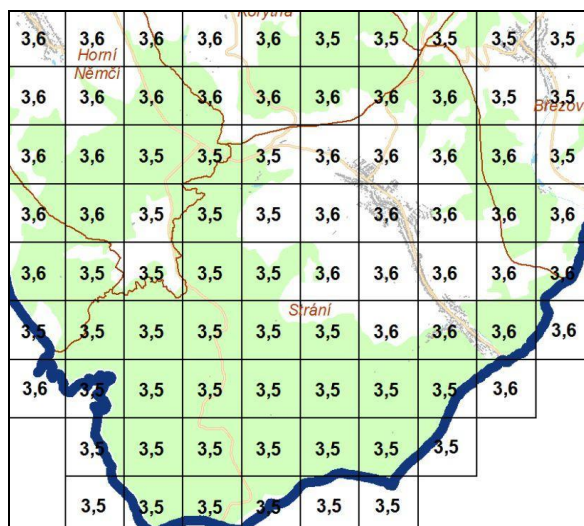 Korytná
3,6 3,6 3,6 3,6 3,6 3,5 3,5 3,5 3,5 3,5
Horní
Němčí
3,6 3,6 3,6 3,6 3,6 3,6 3,6 3,6 3,5 3,5
Březov
3,6 3,6 3,5 3,5 3,5 3,6 3,6 3,6 3,6 3,6
3,6 3,6 3,5 3,5 3,5 3,6 3,6 3,6 3,6 3,6
3,6 3,5 3,5 3,5 3,5 3,6 3,6 3,6 3,6 3,6
Strání
3,5 3,5 3,5 3,5 3,5 3,6 3,6 3,6 3,6 3,6
3,6 3,5 3,5 3,5 3,5 3,5 3,5 3,5 3,6
3,5 3,5 3,5 3,5 3,5 3,5 3,5
3,5 3,5 3,5 3,5 3,5 3,5